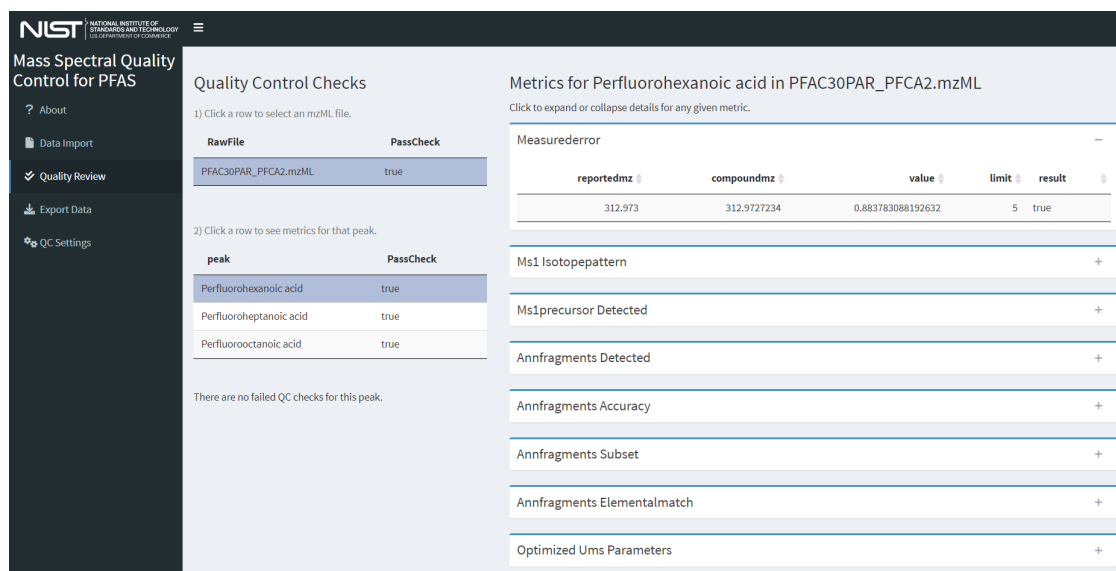 NIST
NATIONAL INSTITUTE OF
STANDARDS AND TECHNOLOGY
U.S. DEPARTMENT OF COMMERCE
Mass Spectral Quality
Control for PFAS
? About
Data Import
Quality Review
Export Data
QC Settings
Quality Control Checks
1) Click a row to select an mzML file.
RawFile PassCheck
PFAC30PAR_PFCA2.mzML true
2) Click a row to see metrics for that peak.
peak PassCheck
Perfluorohexanoic acid true
Perfluoroheptanoic acid true
Perfluorooctanoic acid true
There are no failed QC checks for this peak.
Metrics for Perfluorohexanoic acid in PFAC30PAR_PFCA2.mzML
Click to expand or collapse details for any given metric.
Measurederror −
reportedmz compoundmz value limit result
312.973 312.9727234 0.883783088192632 5 true
Ms1 Isotopepattern +
Ms1precursor Detected +
Annfragments Detected +
Annfragments Accuracy +
Annfragments Subset +
Annfragments Elementalmatch +
Optimized Ums Parameters +